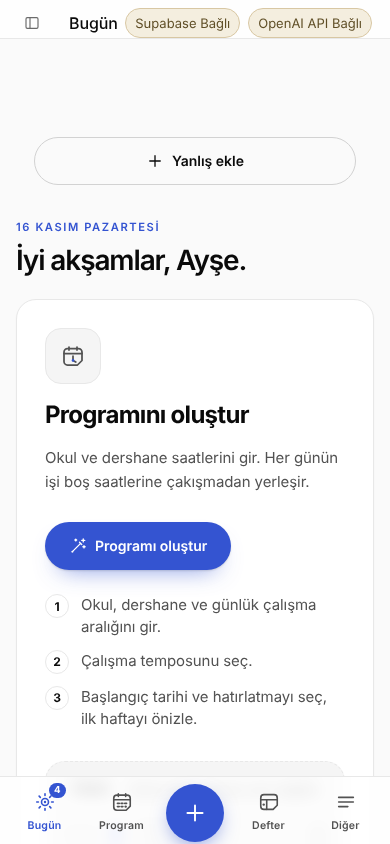 Bugün
Supabase Bağlı
OpenAI API Bağlı
Yanlış ekle
16 KASIM PAZARTESİ
İyi akşamlar, Ayşe.
Programını oluştur
Okul ve dershane saatlerini gir. Her günün
işi boş saatlerine çakışmadan yerleşir.
Programı oluştur
1 Okul, dershane ve günlük çalışma
aralığını gir.
2 Çalışma temposunu seç.
3 Başlangıç tarihi ve hatırlatmayı seç,
ilk haftayı önizle.
4
Bugün
Program
Defter
Diğer